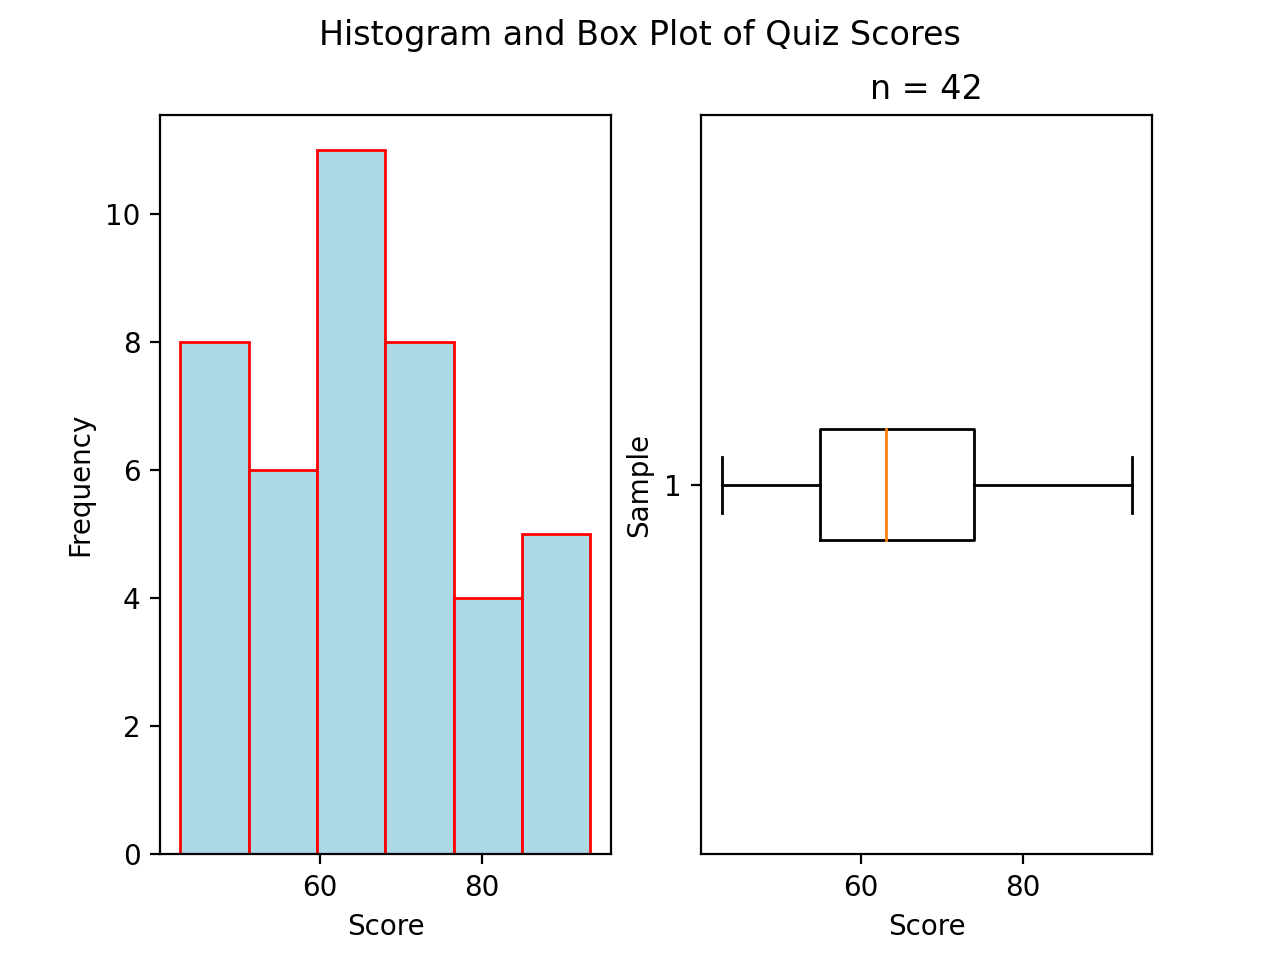 Histogram and Box Plot of Quiz Scores
10
8
6
4
2
0
Frequency
60 80
Score
n = 42
Sample
1
60 80
Score